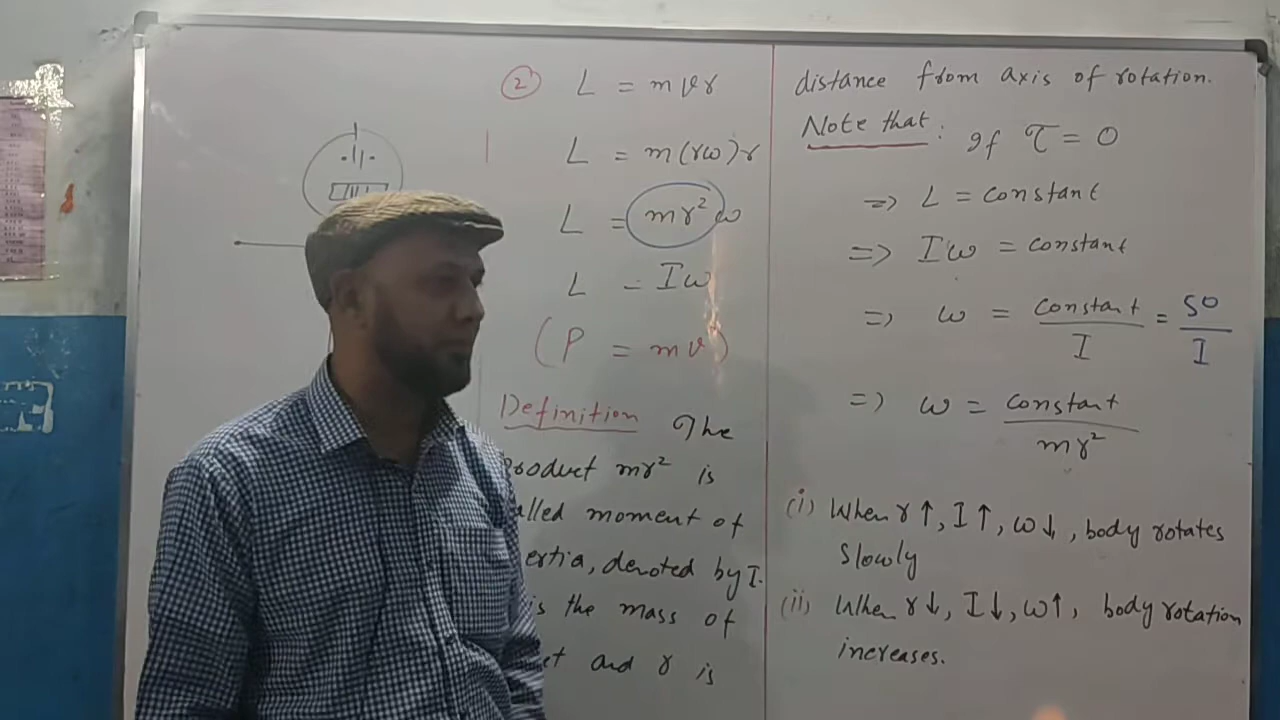 ② L = mvr
L = m(rω)r
L = mr²ω
L = Iω
(P = mv)
Definition The
product mr² is
alled moment of
ertia, denoted by I.
is the mass of
and r is
distance from axis of rotation.
Note that: If τ = 0
=> L = constant
=> Iω = constant
=> ω = constant/I = 50/I
=> ω = constant/mr²
(i) When r↑, I↑, ω↓, body rotates
slowly
(ii) When r↓, I↓, ω↑, body rotation
increases.